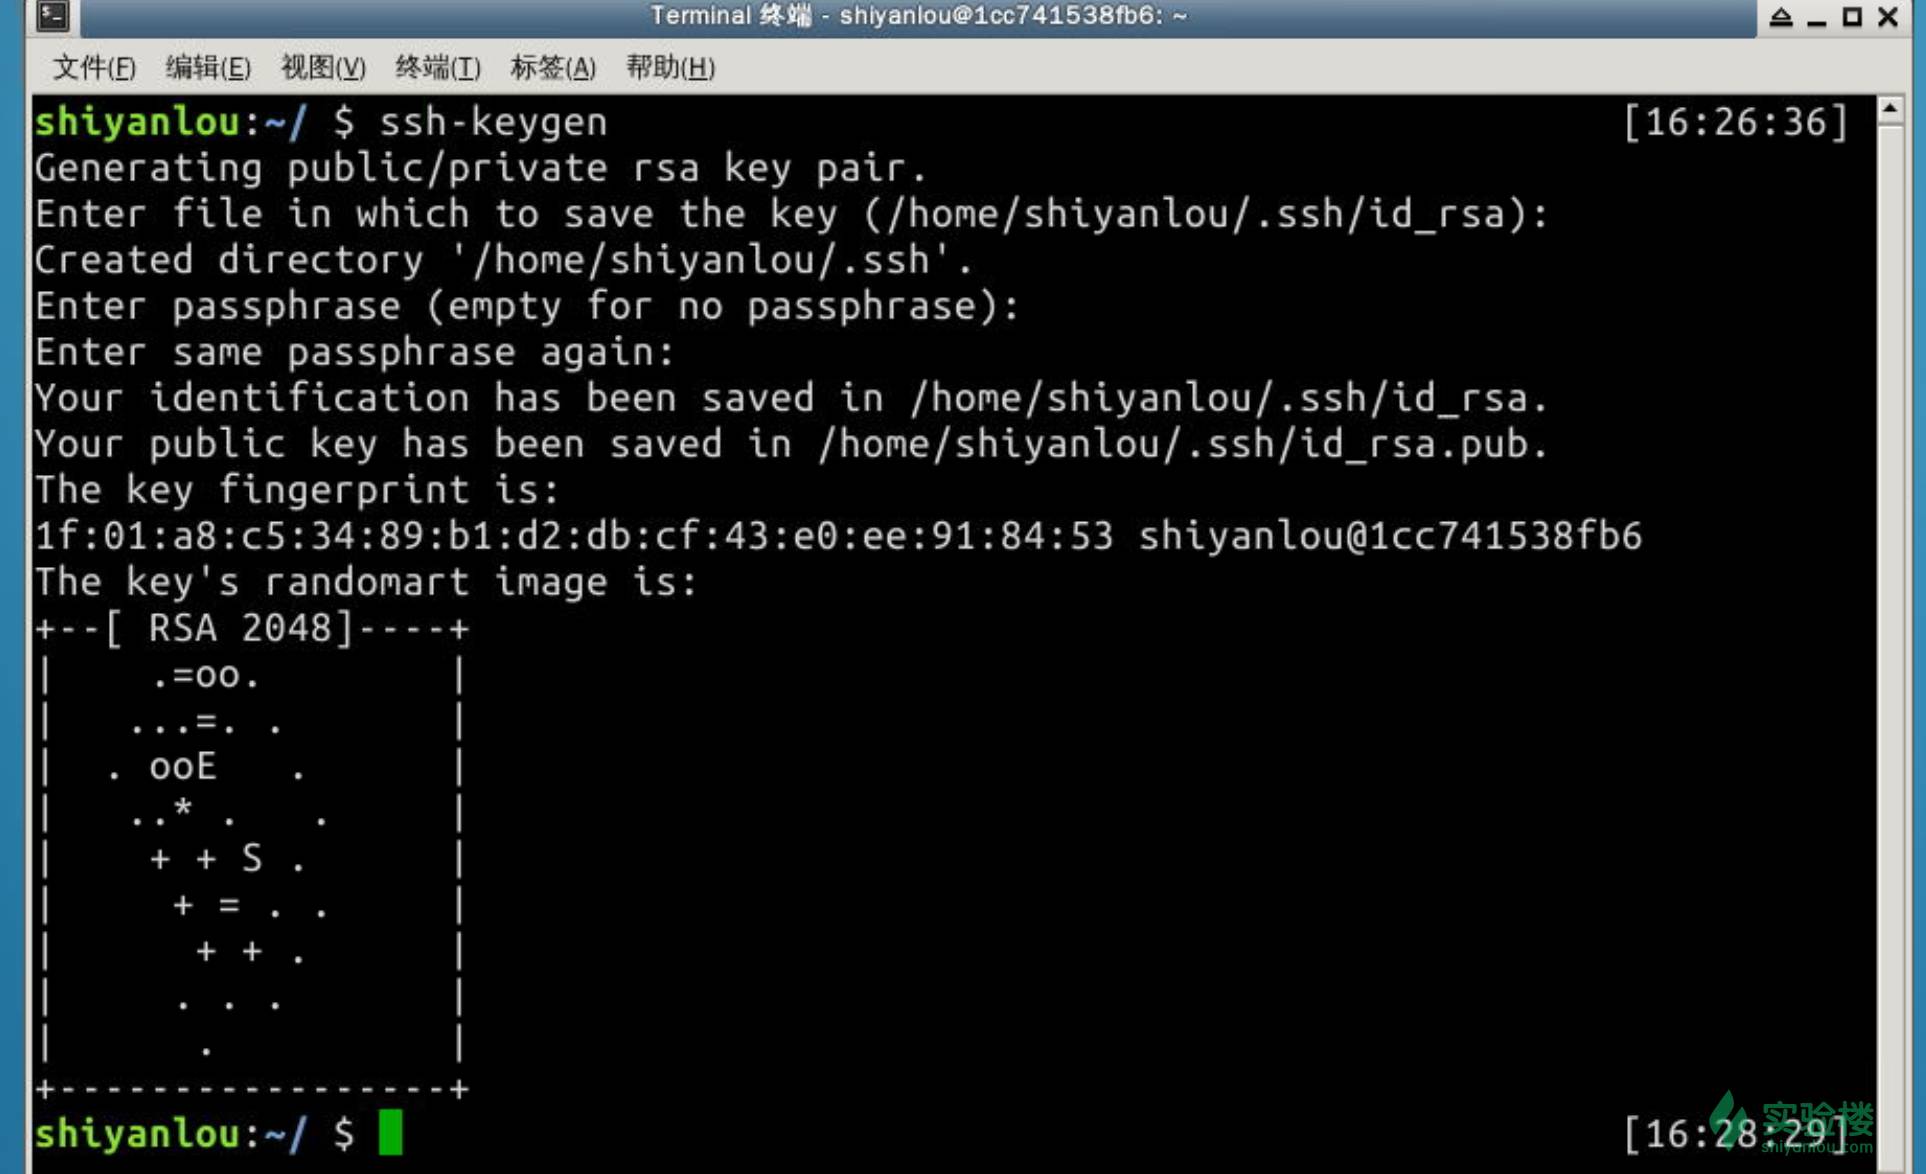 Terminal 终端 - shiyanlou@1cc741538fb6: ~
文件(F) 编辑(E) 视图(V) 终端(T) 标签(A) 帮助(H)
shiyanlou:~/ $ ssh-keygen [16:26:36]
Generating public/private rsa key pair.
Enter file in which to save the key (/home/shiyanlou/.ssh/id_rsa):
Created directory '/home/shiyanlou/.ssh'.
Enter passphrase (empty for no passphrase):
Enter same passphrase again:
Your identification has been saved in /home/shiyanlou/.ssh/id_rsa.
Your public key has been saved in /home/shiyanlou/.ssh/id_rsa.pub.
The key fingerprint is:
1f:01:a8:c5:34:89:b1:d2:db:cf:43:e0:ee:91:84:53 shiyanlou@1cc741538fb6
The key's randomart image is:
+--[ RSA 2048]----+
|    .=oo.        |
|   ...=. .       |
|  . ooE   .      |
|   ..* .   .     |
|    + + S .      |
|     + = . .     |
|      + + .      |
|     . . .       |
|      .          |
+-----------------+
shiyanlou:~/ $ [16:28:29]
实验楼
shiyanlou.com